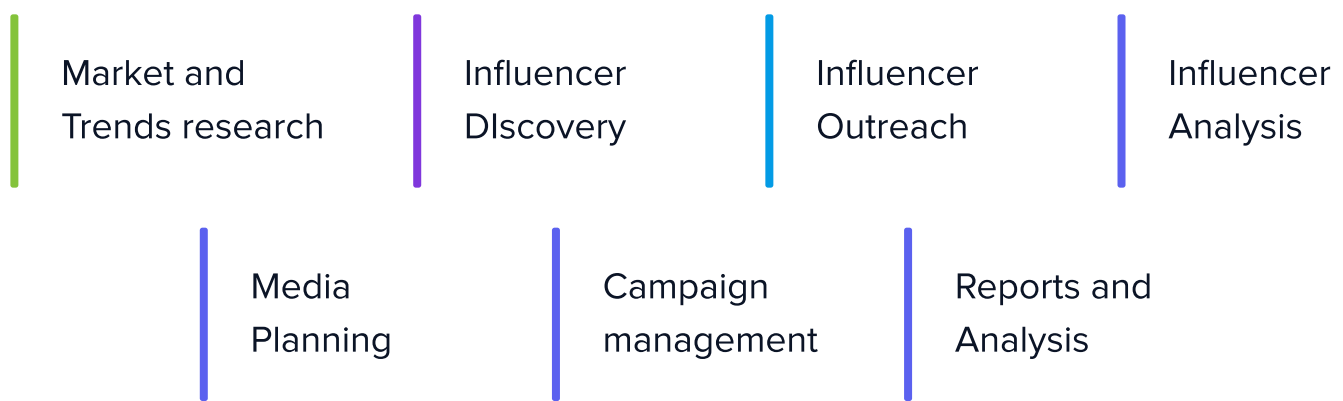 Market and
Trends research
Influencer
DIscovery
Influencer
Outreach
Influencer
Analysis
Media
Planning
Campaign
management
Reports and
Analysis